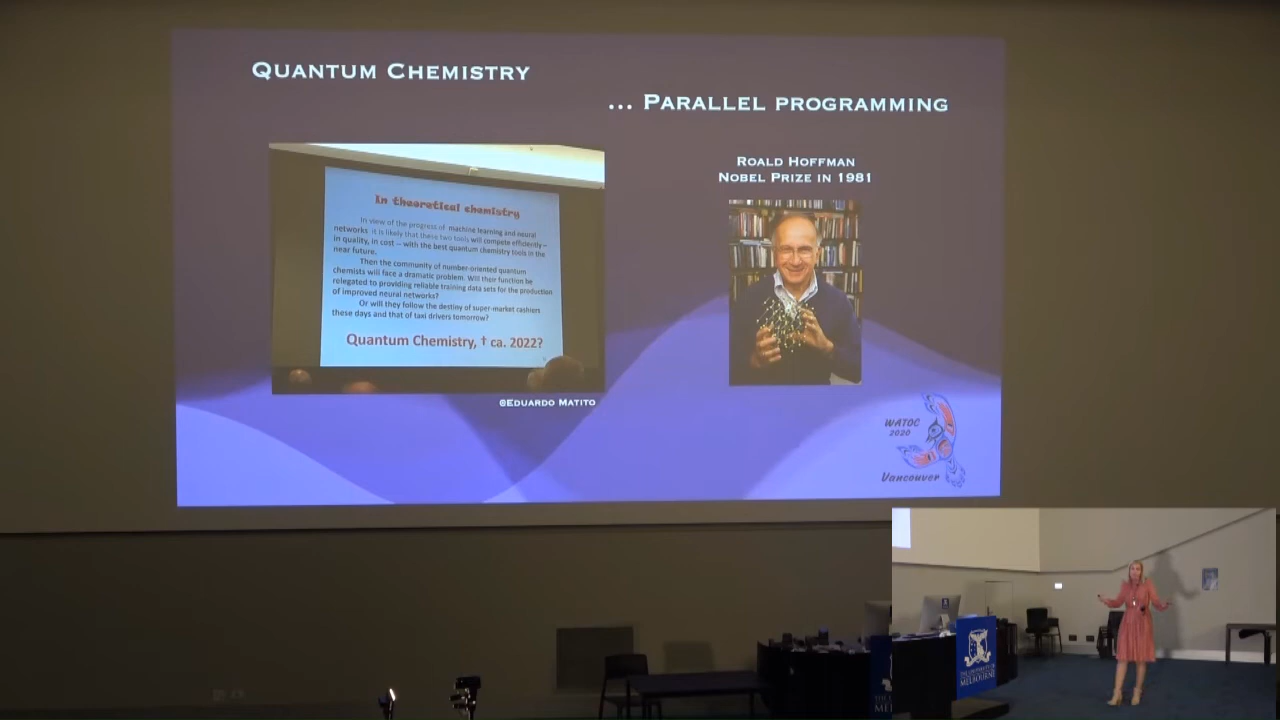 QUANTUM CHEMISTRY
... PARALLEL PROGRAMMING
ROALD HOFFMAN
NOBEL PRIZE IN 1981
In theoretical chemistry
In view of the progress of machine learning and neural
networks it is likely that these two tools will compete efficiently –
in quality, in cost – with the best quantum chemistry tools in the
near future.
Then the community of number-oriented quantum
chemists will face a dramatic problem. Will their function be
relegated to providing reliable training data sets for the production
of improved neural networks?
Or will they follow the destiny of super-market cashiers
these days and that of taxi drivers tomorrow?
Quantum Chemistry, † ca. 2022?
@EDUARDO MATITO
WATOC
2020
Vancouver
THE UNIVERSITY OF
MELBOURNE